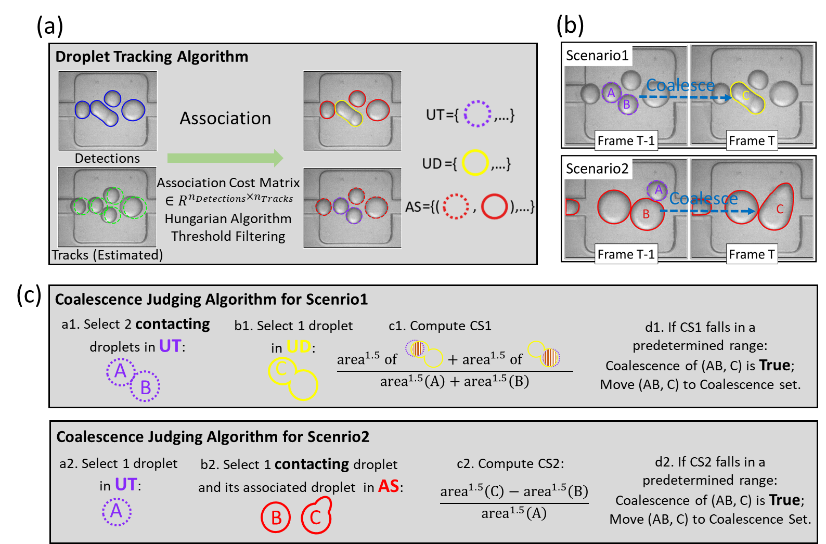 (a)
Droplet Tracking Algorithm
Detections
Tracks (Estimated)
Association
Association Cost Matrix
∈ R^{n_{Detections}×n_{Tracks}}
Hungarian Algorithm
Threshold Filtering
UT={ ,...}
UD={ ,...}
AS={( , ),...}
(b)
Scenario1
A
B
Coalesce
C
Frame T-1
Frame T
Scenario2
A
B
Coalesce
C
Frame T-1
Frame T
(c)
Coalescence Judging Algorithm for Scenrio1
a1. Select 2 contacting
droplets in UT:
A
B
b1. Select 1 droplet
in UD:
C
c1. Compute CS1
area^{1.5} of + area^{1.5} of
area^{1.5}(A) + area^{1.5}(B)
d1. If CS1 falls in a
predetermined range:
Coalescence of (AB, C) is True;
Move (AB, C) to Coalescence set.
Coalescence Judging Algorithm for Scenrio2
a2. Select 1 droplet
in UT:
A
b2. Select 1 contacting droplet
and its associated droplet in AS:
B
C
c2. Compute CS2:
area^{1.5}(C) − area^{1.5}(B)
area^{1.5}(A)
d2. If CS2 falls in a
predetermined range:
Coalescence of (AB, C) is True;
Move (AB, C) to Coalescence Set.